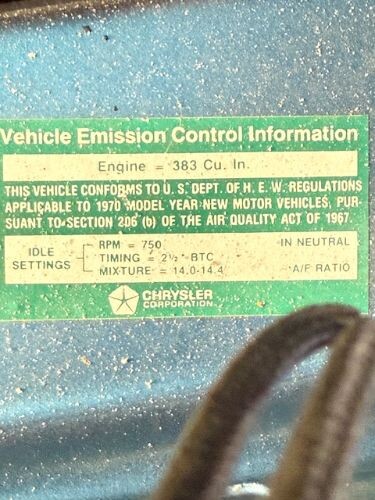 Vehicle Emission Control Information
Engine = 383 Cu. In.
THIS VEHICLE CONFORMS TO U. S. DEPT. OF H. E. W. REGULATIONS
APPLICABLE TO 1970 MODEL YEAR NEW MOTOR VEHICLES, PUR-
SUANT TO SECTION 206 (b) OF THE AIR QUALITY ACT OF 1967.
IDLE SETTINGS
RPM = 750 IN NEUTRAL
TIMING = 2½° BTC
MIXTURE = 14.0-14.4 A/F RATIO
CHRYSLER
CORPORATION